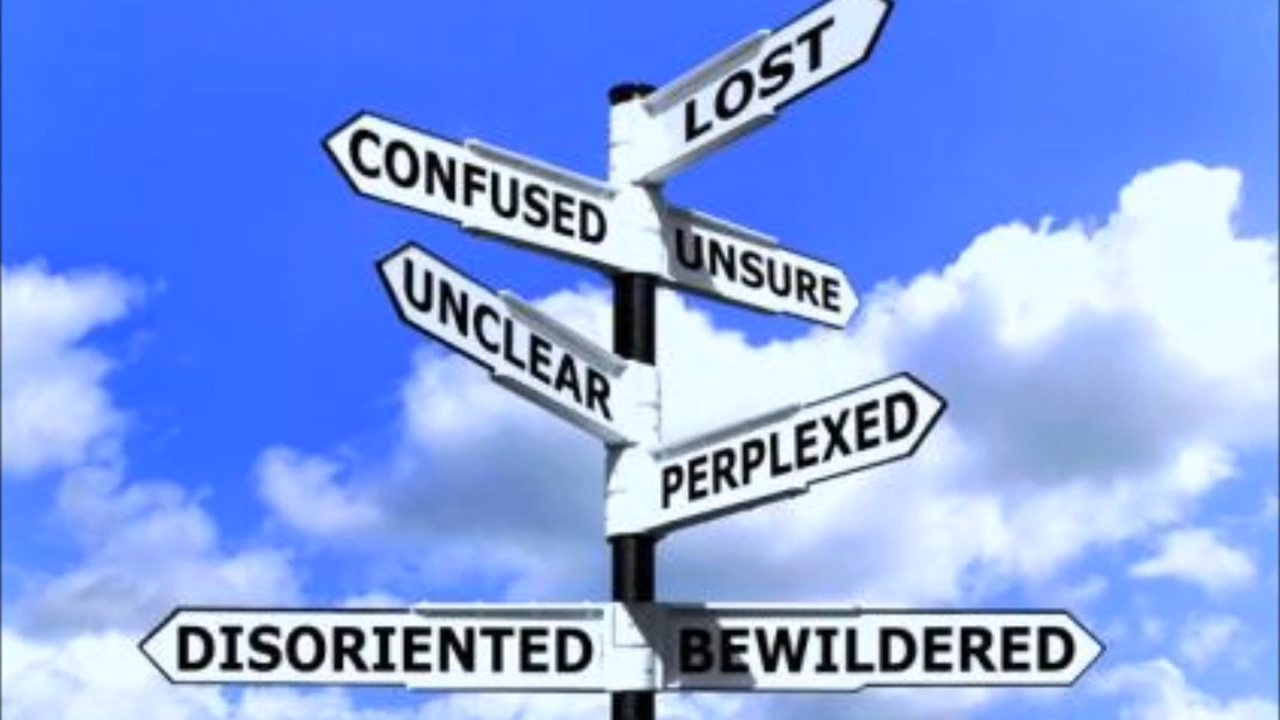 LOST
CONFUSED
UNSURE
UNCLEAR
PERPLEXED
DISORIENTED
BEWILDERED